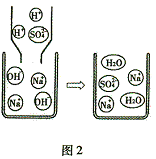 H⁺
H⁺ SO₄²⁻
H₂O
OH⁻ Na⁺ SO₄²⁻ Na⁺
Na⁺ OH⁻ Na⁺ H₂O
图 2